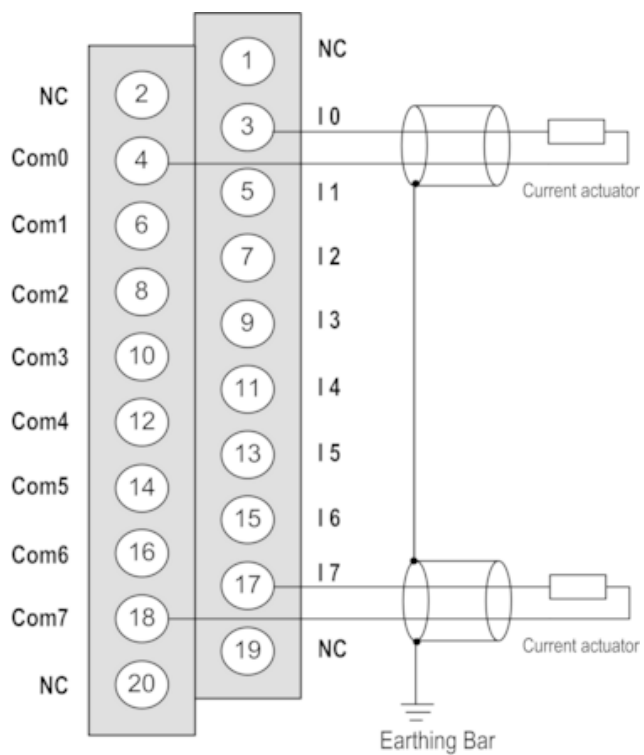 1 NC
NC 2
3 I 0
Com0 4
5 I 1
Current actuator
Com1 6
7 I 2
Com2 8
9 I 3
Com3 10
11 I 4
Com4 12
13 I 5
Com5 14
15 I 6
Com6 16
17 I 7
Com7 18
19 NC
Current actuator
NC 20
Earthing Bar